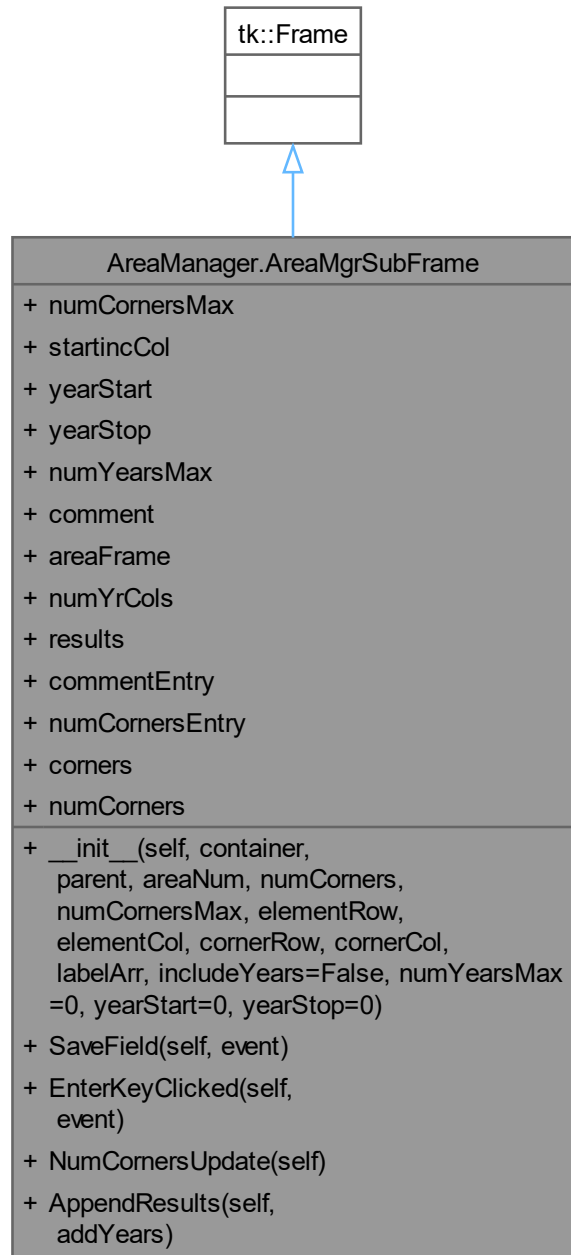 tk::Frame
AreaManager.AreaMgrSubFrame
+ numCornersMax
+ startincCol
+ yearStart
+ yearStop
+ numYearsMax
+ comment
+ areaFrame
+ numYrCols
+ results
+ commentEntry
+ numCornersEntry
+ corners
+ numCorners
+ __init__(self, container,
parent, areaNum, numCorners,
numCornersMax, elementRow,
elementCol, cornerRow, cornerCol,
labelArr, includeYears=False, numYearsMax
=0, yearStart=0, yearStop=0)
+ SaveField(self, event)
+ EnterKeyClicked(self,
event)
+ NumCornersUpdate(self)
+ AppendResults(self,
addYears)